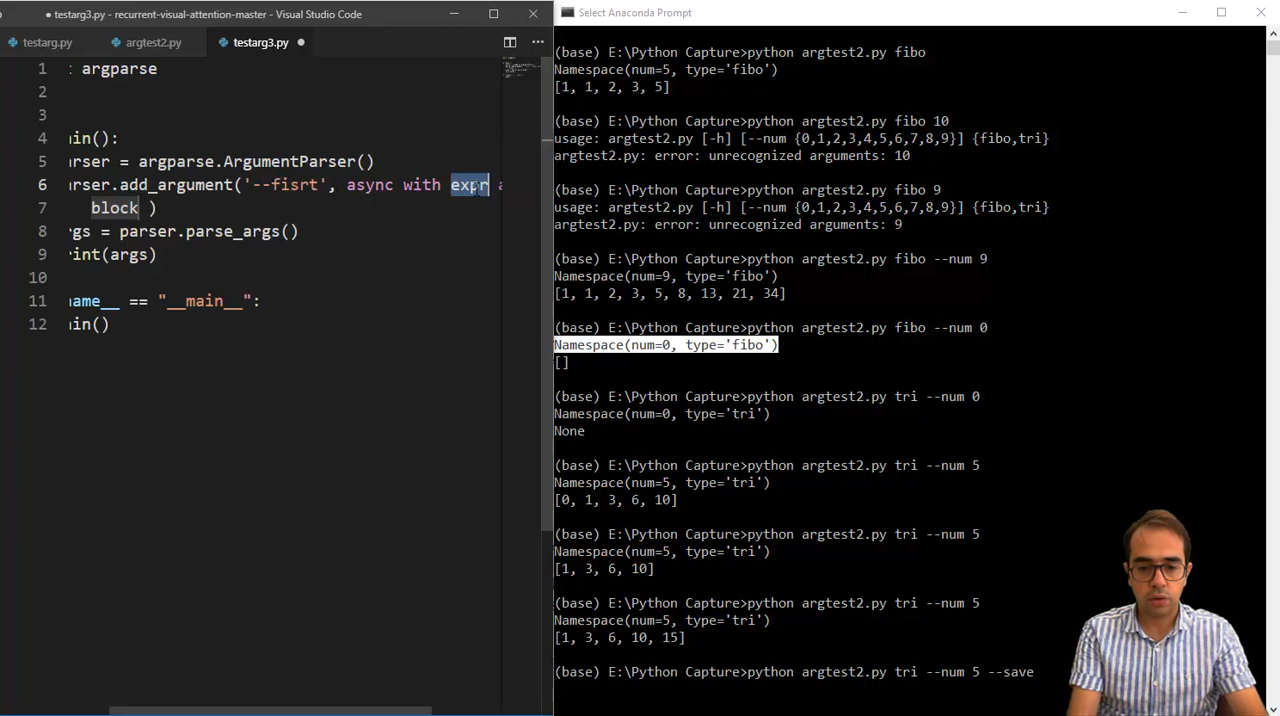 ● testarg3.py - recurrent-visual-attention-master - Visual Studio Code
testarg.py argtest2.py testarg3.py ●
1 : argparse
2
3
4 ain():
5 arser = argparse.ArgumentParser()
6 arser.add_argument('--fisrt', async with expr a
7 block )
8 rgs = parser.parse_args()
9 rint(args)
10
11 name__ == "__main__":
12 ain()
Select Anaconda Prompt
(base) E:\Python Capture>python argtest2.py fibo
Namespace(num=5, type='fibo')
[1, 1, 2, 3, 5]
(base) E:\Python Capture>python argtest2.py fibo 10
usage: argtest2.py [-h] [--num {0,1,2,3,4,5,6,7,8,9}] {fibo,tri}
argtest2.py: error: unrecognized arguments: 10
(base) E:\Python Capture>python argtest2.py fibo 9
usage: argtest2.py [-h] [--num {0,1,2,3,4,5,6,7,8,9}] {fibo,tri}
argtest2.py: error: unrecognized arguments: 9
(base) E:\Python Capture>python argtest2.py fibo --num 9
Namespace(num=9, type='fibo')
[1, 1, 2, 3, 5, 8, 13, 21, 34]
(base) E:\Python Capture>python argtest2.py fibo --num 0
Namespace(num=0, type='fibo')
[]
(base) E:\Python Capture>python argtest2.py tri --num 0
Namespace(num=0, type='tri')
None
(base) E:\Python Capture>python argtest2.py tri --num 5
Namespace(num=5, type='tri')
[0, 1, 3, 6, 10]
(base) E:\Python Capture>python argtest2.py tri --num 5
Namespace(num=5, type='tri')
[1, 3, 6, 10]
(base) E:\Python Capture>python argtest2.py tri --num 5
Namespace(num=5, type='tri')
[1, 3, 6, 10, 15]
(base) E:\Python Capture>python argtest2.py tri --num 5 --save